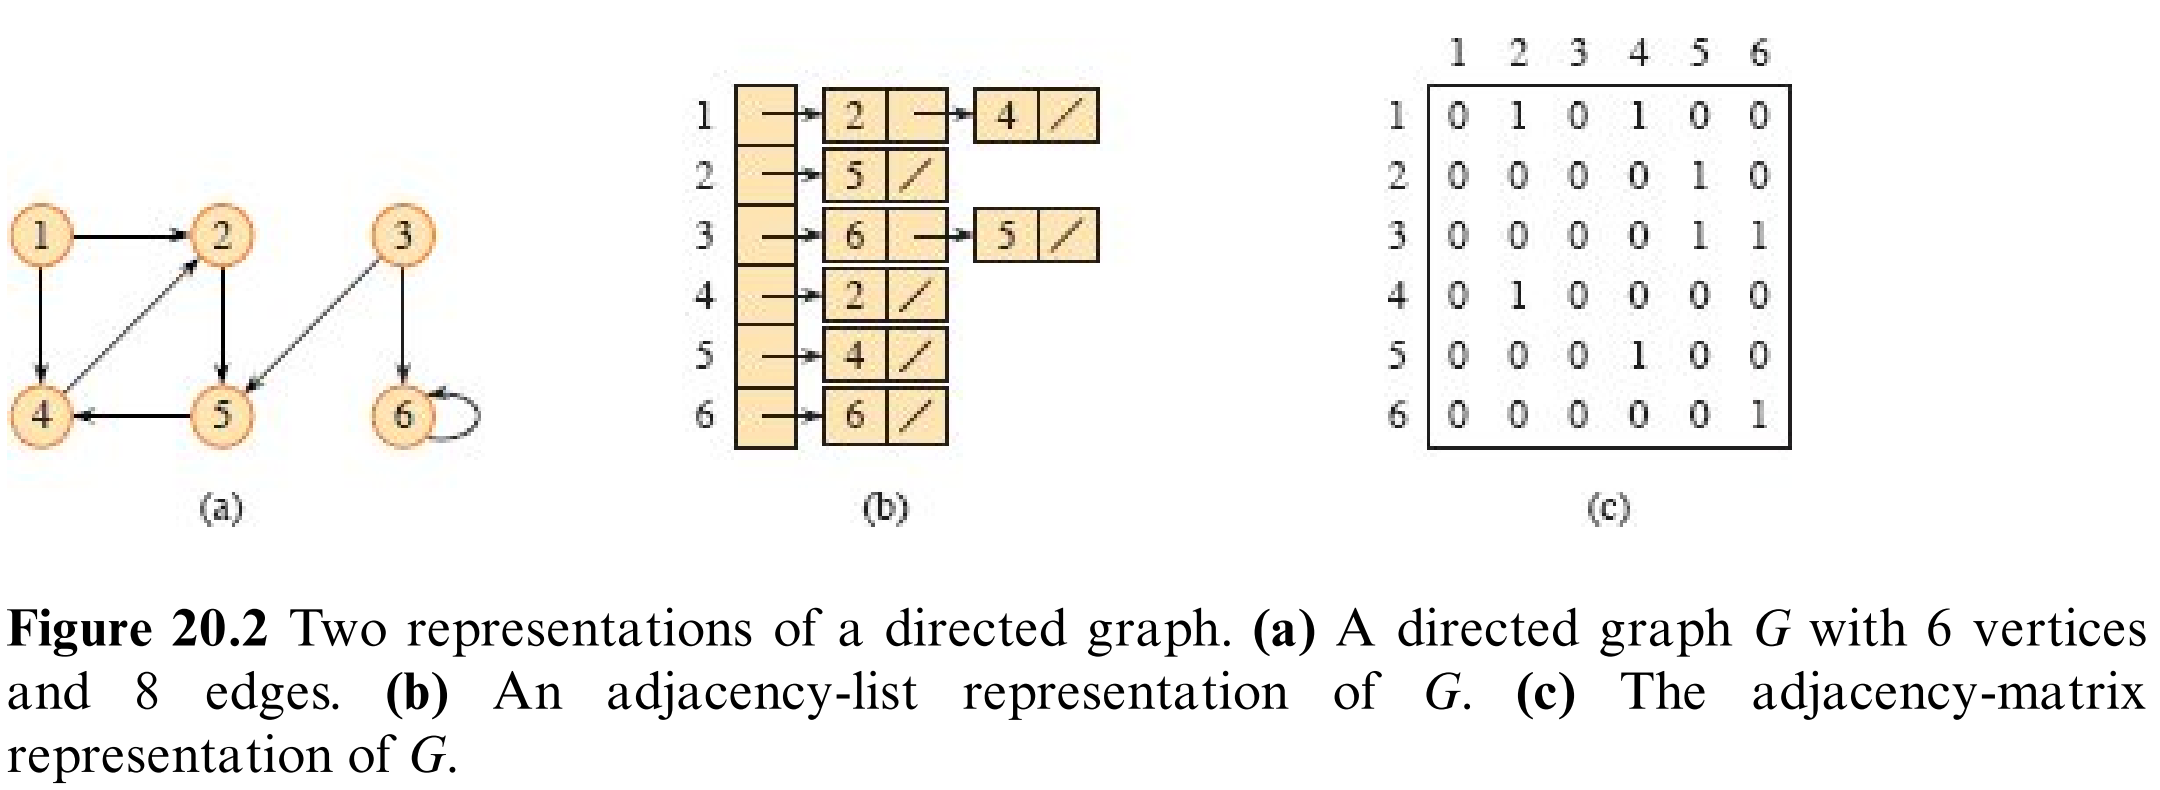 1 2 3
4 5 6
(a)
1 2 4 /
2 5 /
3 6 5 /
4 2 /
5 4 /
6 6 /
(b)
1 2 3 4 5 6
1 0 1 0 1 0 0
2 0 0 0 0 1 0
3 0 0 0 0 1 1
4 0 1 0 0 0 0
5 0 0 0 1 0 0
6 0 0 0 0 0 1
(c)
Figure 20.2 Two representations of a directed graph. (a) A directed graph G with 6 vertices
and 8 edges. (b) An adjacency-list representation of G. (c) The adjacency-matrix
representation of G.